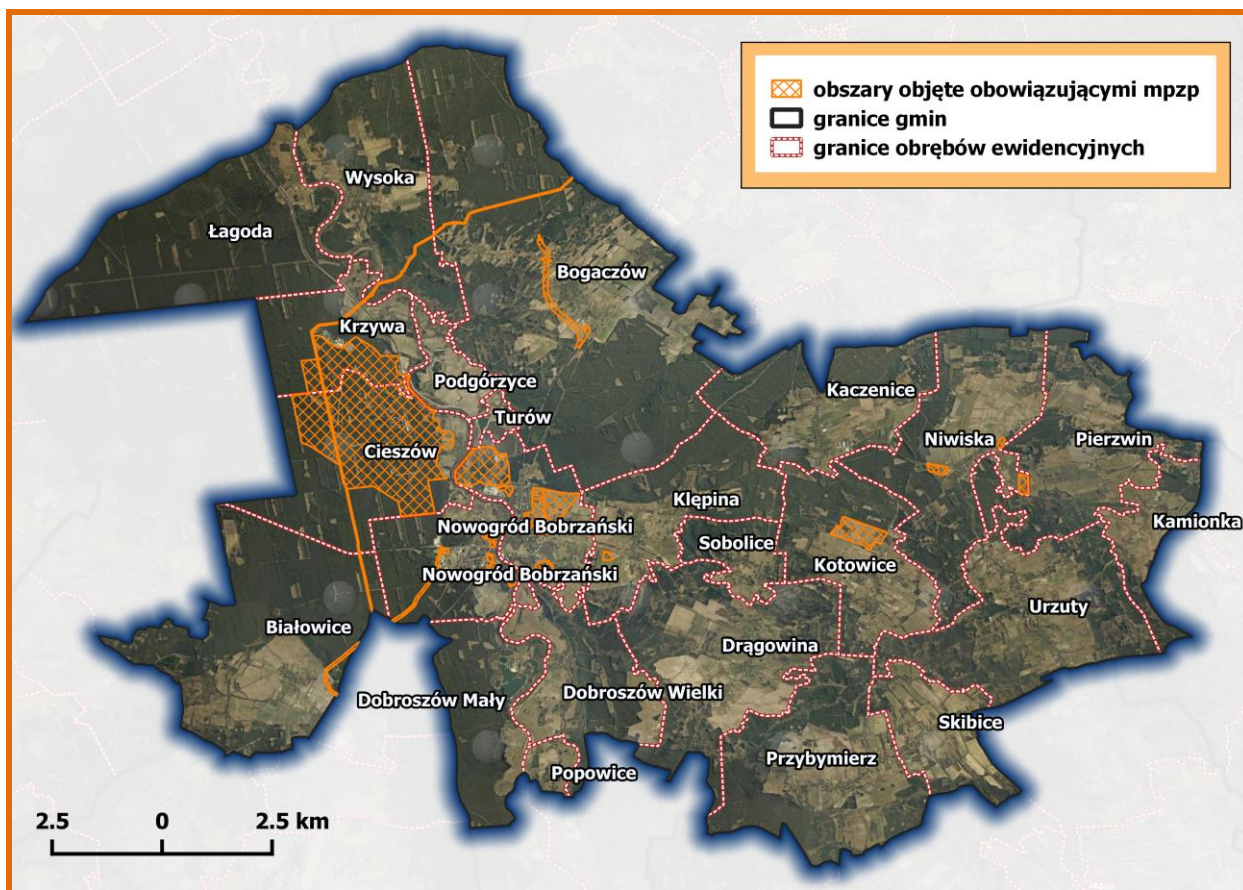 obszary objęte obowiązującymi mpzp
granice gmin
granice obrębów ewidencyjnych
Wysoka
Łagoda
Bogaczów
Krzywa
Podgórzyce
Kaczenice
Turów
Niwiska
Pierzwin
Cieszów
Klępina
Nowogród Bobrzański
Kamionka
Sobolice
Kotowice
Nowogród Bobrzański
Urzuty
Białowice
Drągowina
Dobroszów Mały
Dobroszów Wielki
Skibice
Przybymierz
Popowice
2.5 0 2.5 km